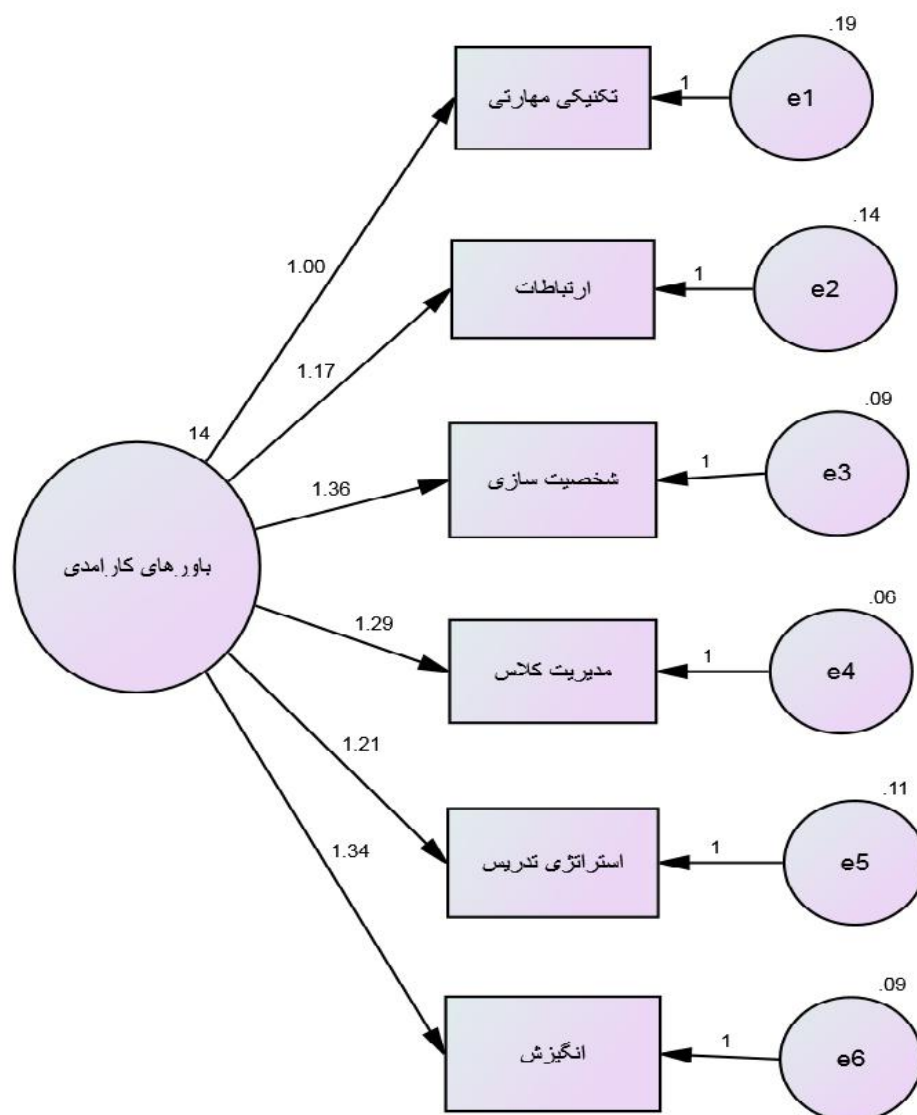 .19
تکنیکی مهارتی
1
e1
1.00
.14
ارتباطات
1
e2
1.17
.09
14
شخصیت سازی
1
e3
1.36
باورهای کارامدی
.06
1.29
مدیریت کلاس
1
e4
1.21
.11
استراتژی تدریس
1
e5
1.34
.09
انگیزش
1
e6